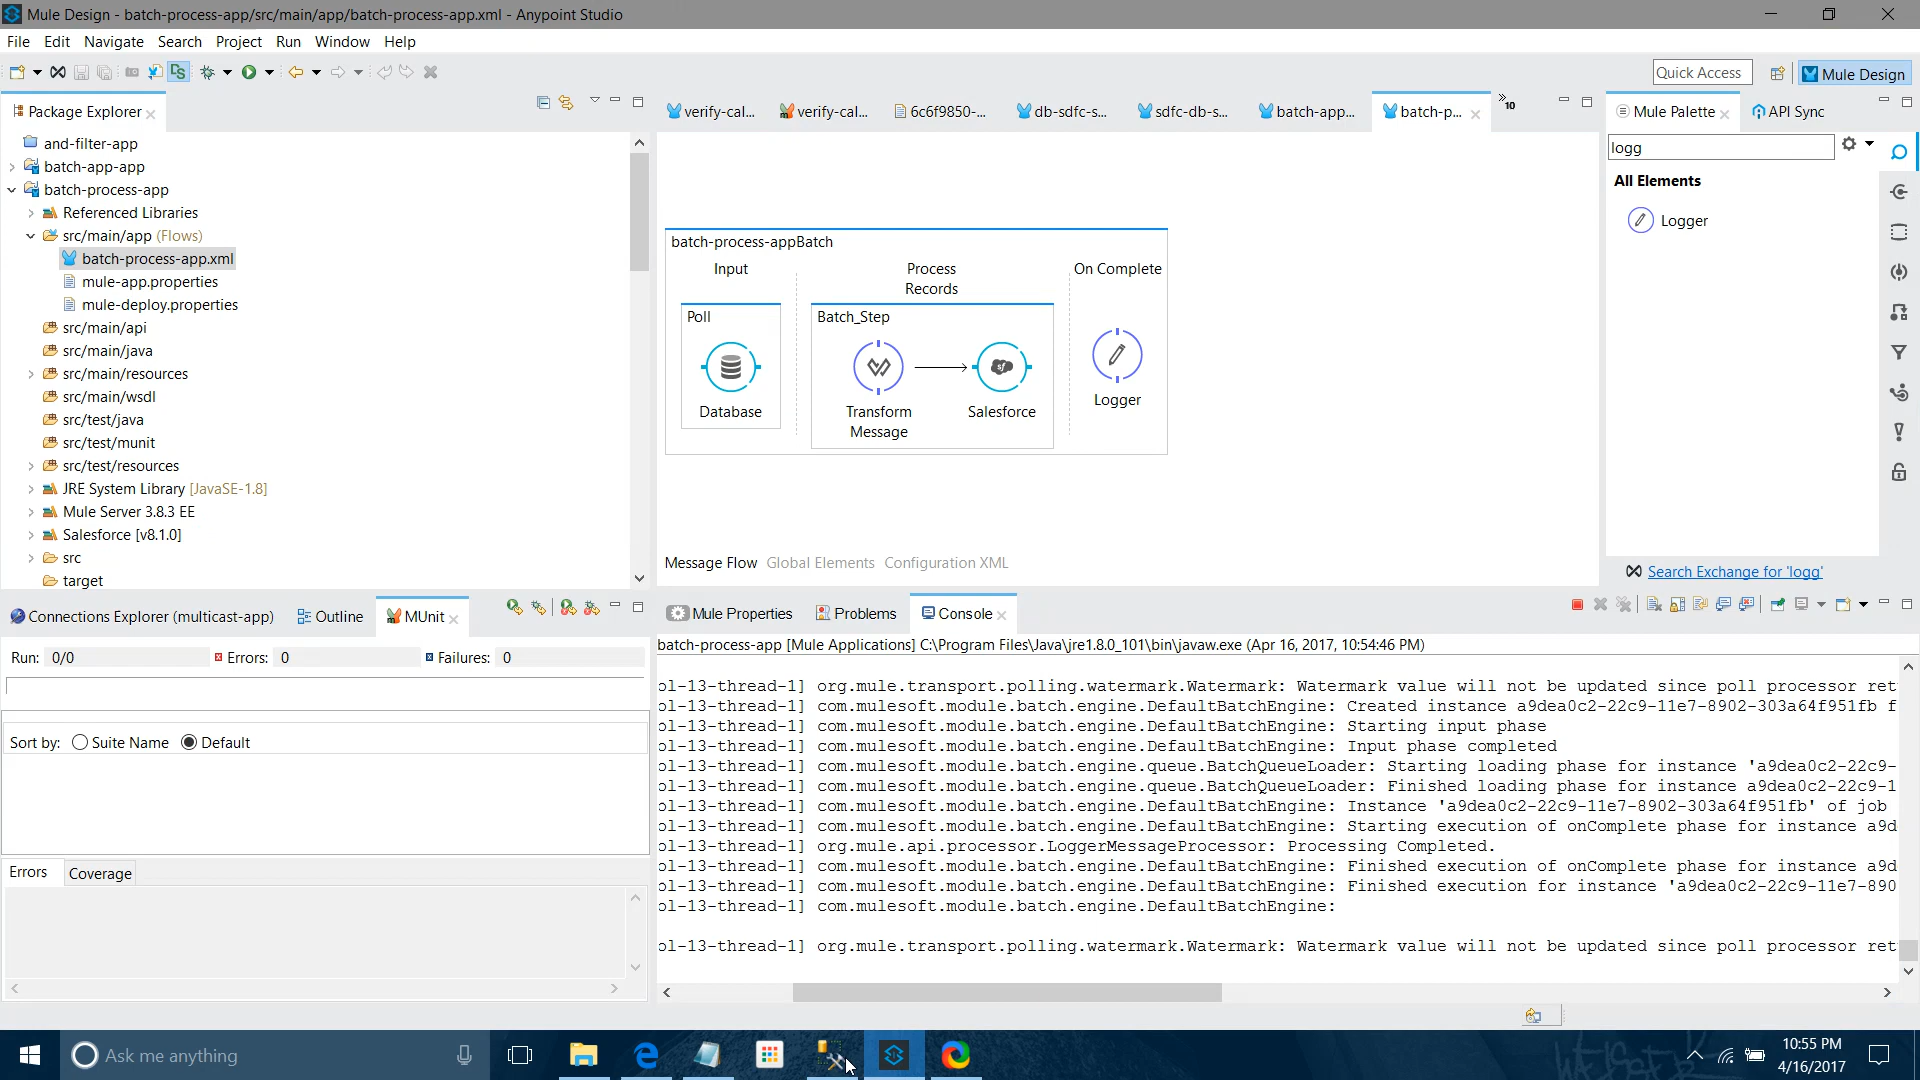 Mule Design - batch-process-app/src/main/app/batch-process-app.xml - Anypoint Studio
File Edit Navigate Search Project Run Window Help
Quick Access
Mule Design
Package Explorer
and-filter-app
batch-app-app
batch-process-app
Referenced Libraries
src/main/app (Flows)
batch-process-app.xml
mule-app.properties
mule-deploy.properties
src/main/api
src/main/java
src/main/resources
src/main/wsdl
src/test/java
src/test/munit
src/test/resources
JRE System Library [JavaSE-1.8]
Mule Server 3.8.3 EE
Salesforce [v8.1.0]
src
target
verify-cal...
verify-cal...
6c6f9850-...
db-sdfc-s...
sdfc-db-s...
batch-app...
batch-p...
»10
batch-process-appBatch
Input
Process
Records
On Complete
Poll
Batch_Step
Database
Transform
Message
Salesforce
Logger
Message Flow Global Elements Configuration XML
Mule Palette
API Sync
logg
All Elements
Logger
Search Exchange for 'logg'
Connections Explorer (multicast-app)
Outline
MUnit
Run: 0/0
Errors: 0
Failures: 0
Sort by: Suite Name Default
Errors
Coverage
Mule Properties
Problems
Console
batch-process-app [Mule Applications] C:\Program Files\Java\jre1.8.0_101\bin\javaw.exe (Apr 16, 2017, 10:54:46 PM)
ol-13-thread-1] org.mule.transport.polling.watermark.Watermark: Watermark value will not be updated since poll processor ret
ol-13-thread-1] com.mulesoft.module.batch.engine.DefaultBatchEngine: Created instance a9dea0c2-22c9-11e7-8902-303a64f951fb f
ol-13-thread-1] com.mulesoft.module.batch.engine.DefaultBatchEngine: Starting input phase
ol-13-thread-1] com.mulesoft.module.batch.engine.DefaultBatchEngine: Input phase completed
ol-13-thread-1] com.mulesoft.module.batch.engine.queue.BatchQueueLoader: Starting loading phase for instance 'a9dea0c2-22c9-
ol-13-thread-1] com.mulesoft.module.batch.engine.queue.BatchQueueLoader: Finished loading phase for instance a9dea0c2-22c9-1
ol-13-thread-1] com.mulesoft.module.batch.engine.DefaultBatchEngine: Instance 'a9dea0c2-22c9-11e7-8902-303a64f951fb' of job
ol-13-thread-1] com.mulesoft.module.batch.engine.DefaultBatchEngine: Starting execution of onComplete phase for instance a9d
ol-13-thread-1] org.mule.api.processor.LoggerMessageProcessor: Processing Completed.
ol-13-thread-1] com.mulesoft.module.batch.engine.DefaultBatchEngine: Finished execution of onComplete phase for instance a9d
ol-13-thread-1] com.mulesoft.module.batch.engine.DefaultBatchEngine: Finished execution for instance 'a9dea0c2-22c9-11e7-890
ol-13-thread-1] com.mulesoft.module.batch.engine.DefaultBatchEngine:
ol-13-thread-1] org.mule.transport.polling.watermark.Watermark: Watermark value will not be updated since poll processor ret
Ask me anything
10:55 PM
4/16/2017